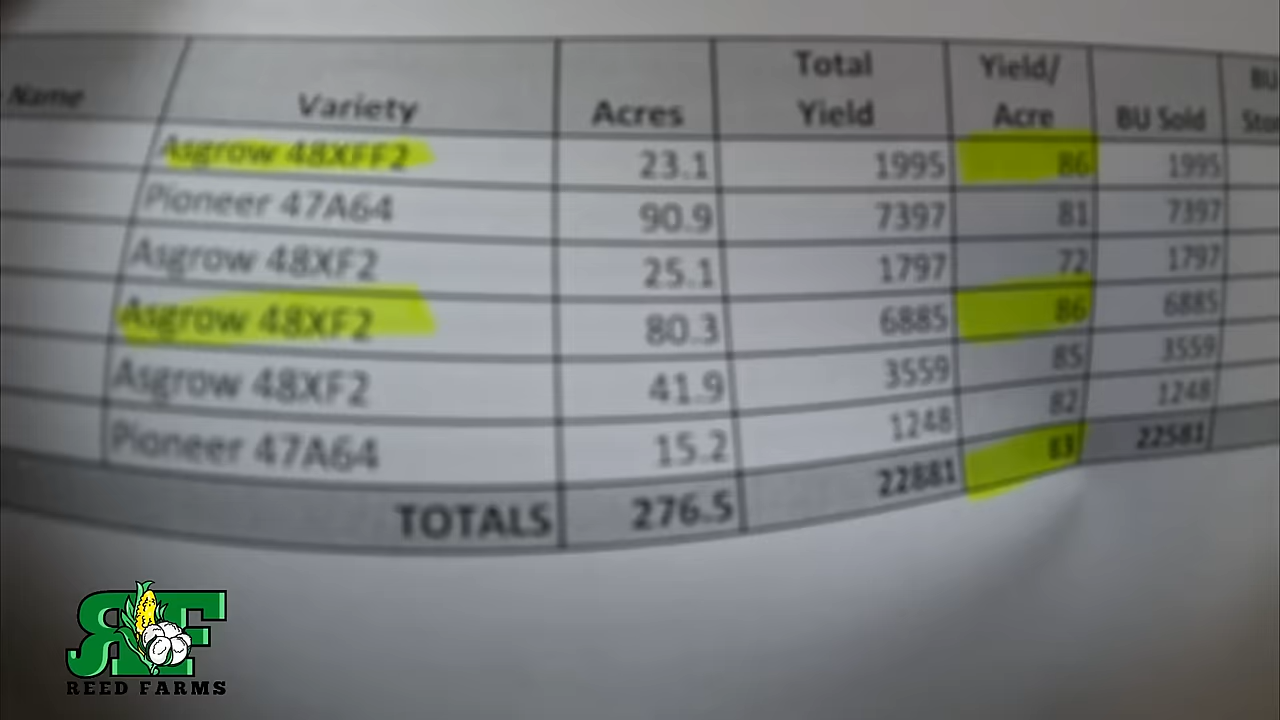 Name Variety Acres Total Yield Yield/ Acre BU Sold BU
Asgrow 48XFF2 23.1 1995 86 1995
Pioneer 47A64 90.9 7397 81 7397
Asgrow 48XF2 25.1 1797 72 1797
Asgrow 48XF2 80.3 6885 86 6885
Asgrow 48XF2 41.9 3559 85 3559
Pioneer 47A64 15.2 1248 82 1248
TOTALS 276.5 22881 83 22581
RF
REED FARMS